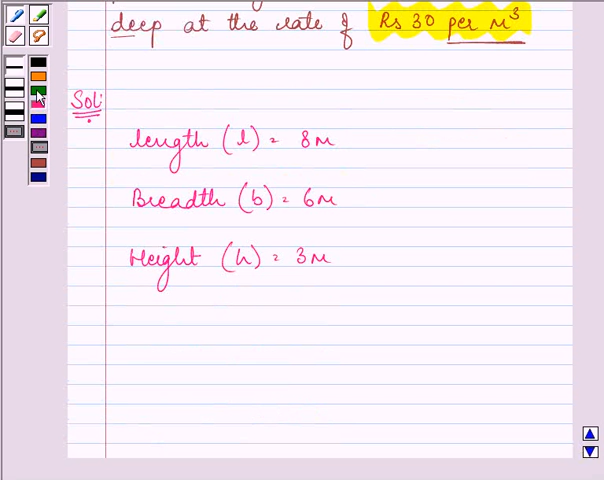 deep at the rate of Rs 30 per m³
Sol:
length (l) = 8m
Breadth (b) = 6m
Height (h) = 3m